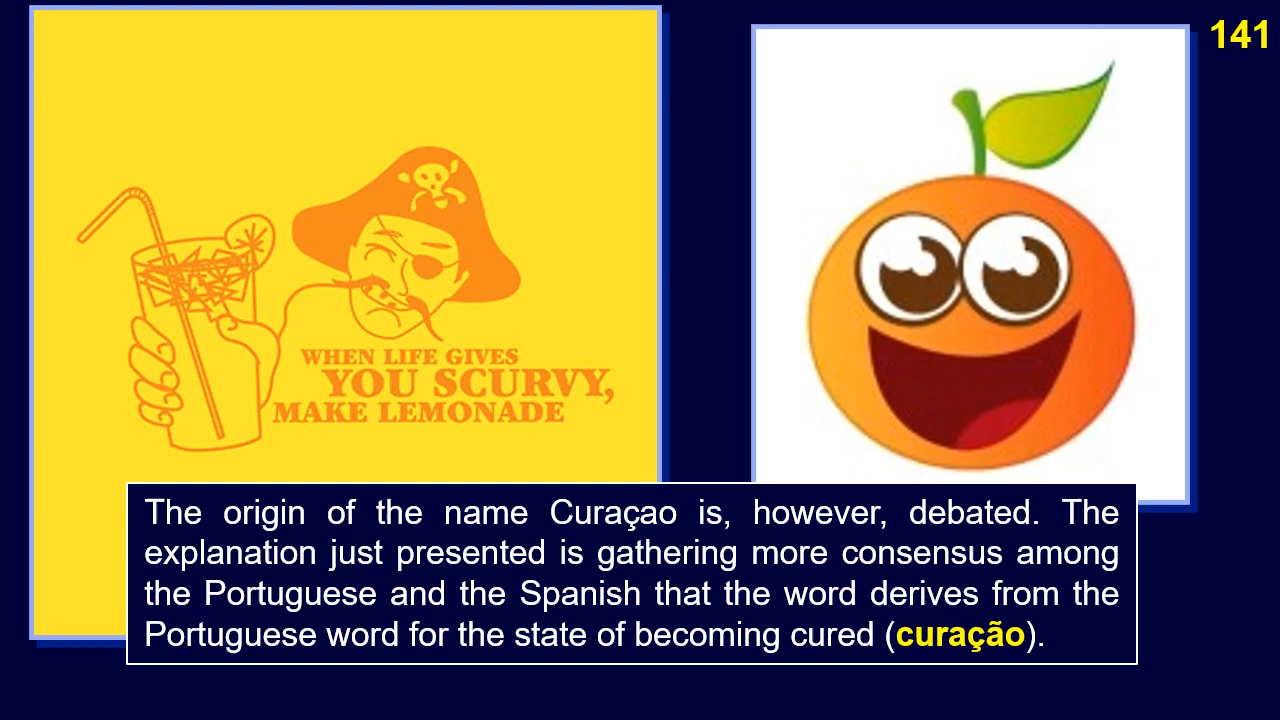 141
WHEN LIFE GIVES
YOU SCURVY,
MAKE LEMONADE
The origin of the name Curaçao is, however, debated. The
explanation just presented is gathering more consensus among
the Portuguese and the Spanish that the word derives from the
Portuguese word for the state of becoming cured (curação).